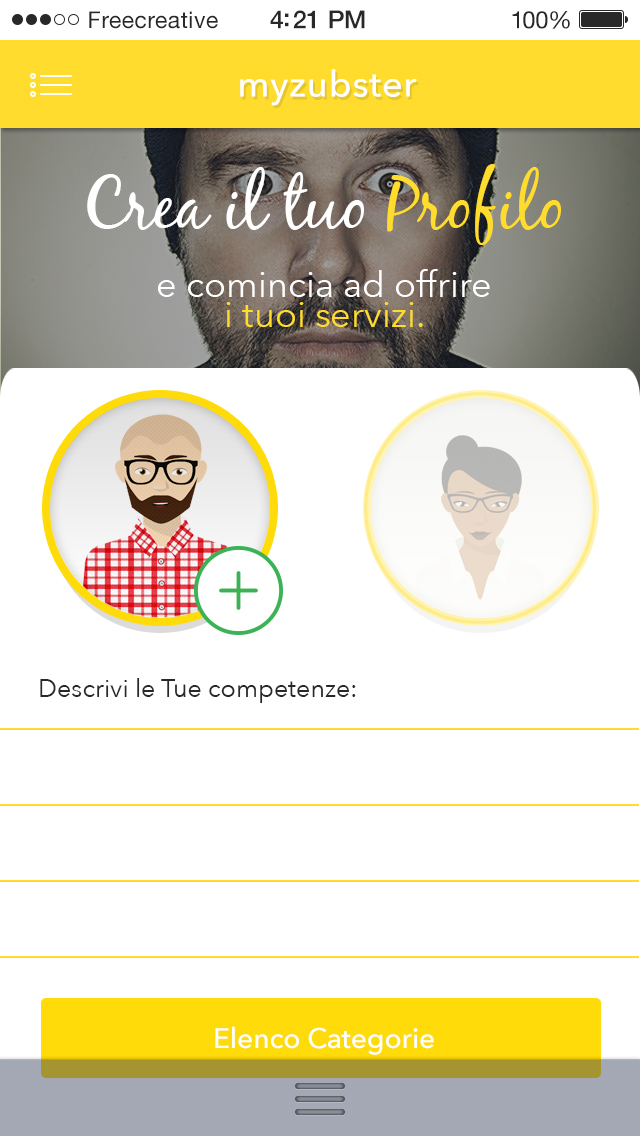 Freecreative 4:21 PM 100%
myzubster
Crea il tuo Profilo
e comincia ad offrire
i tuoi servizi.
Descrivi le Tue competenze:
Elenco Categorie